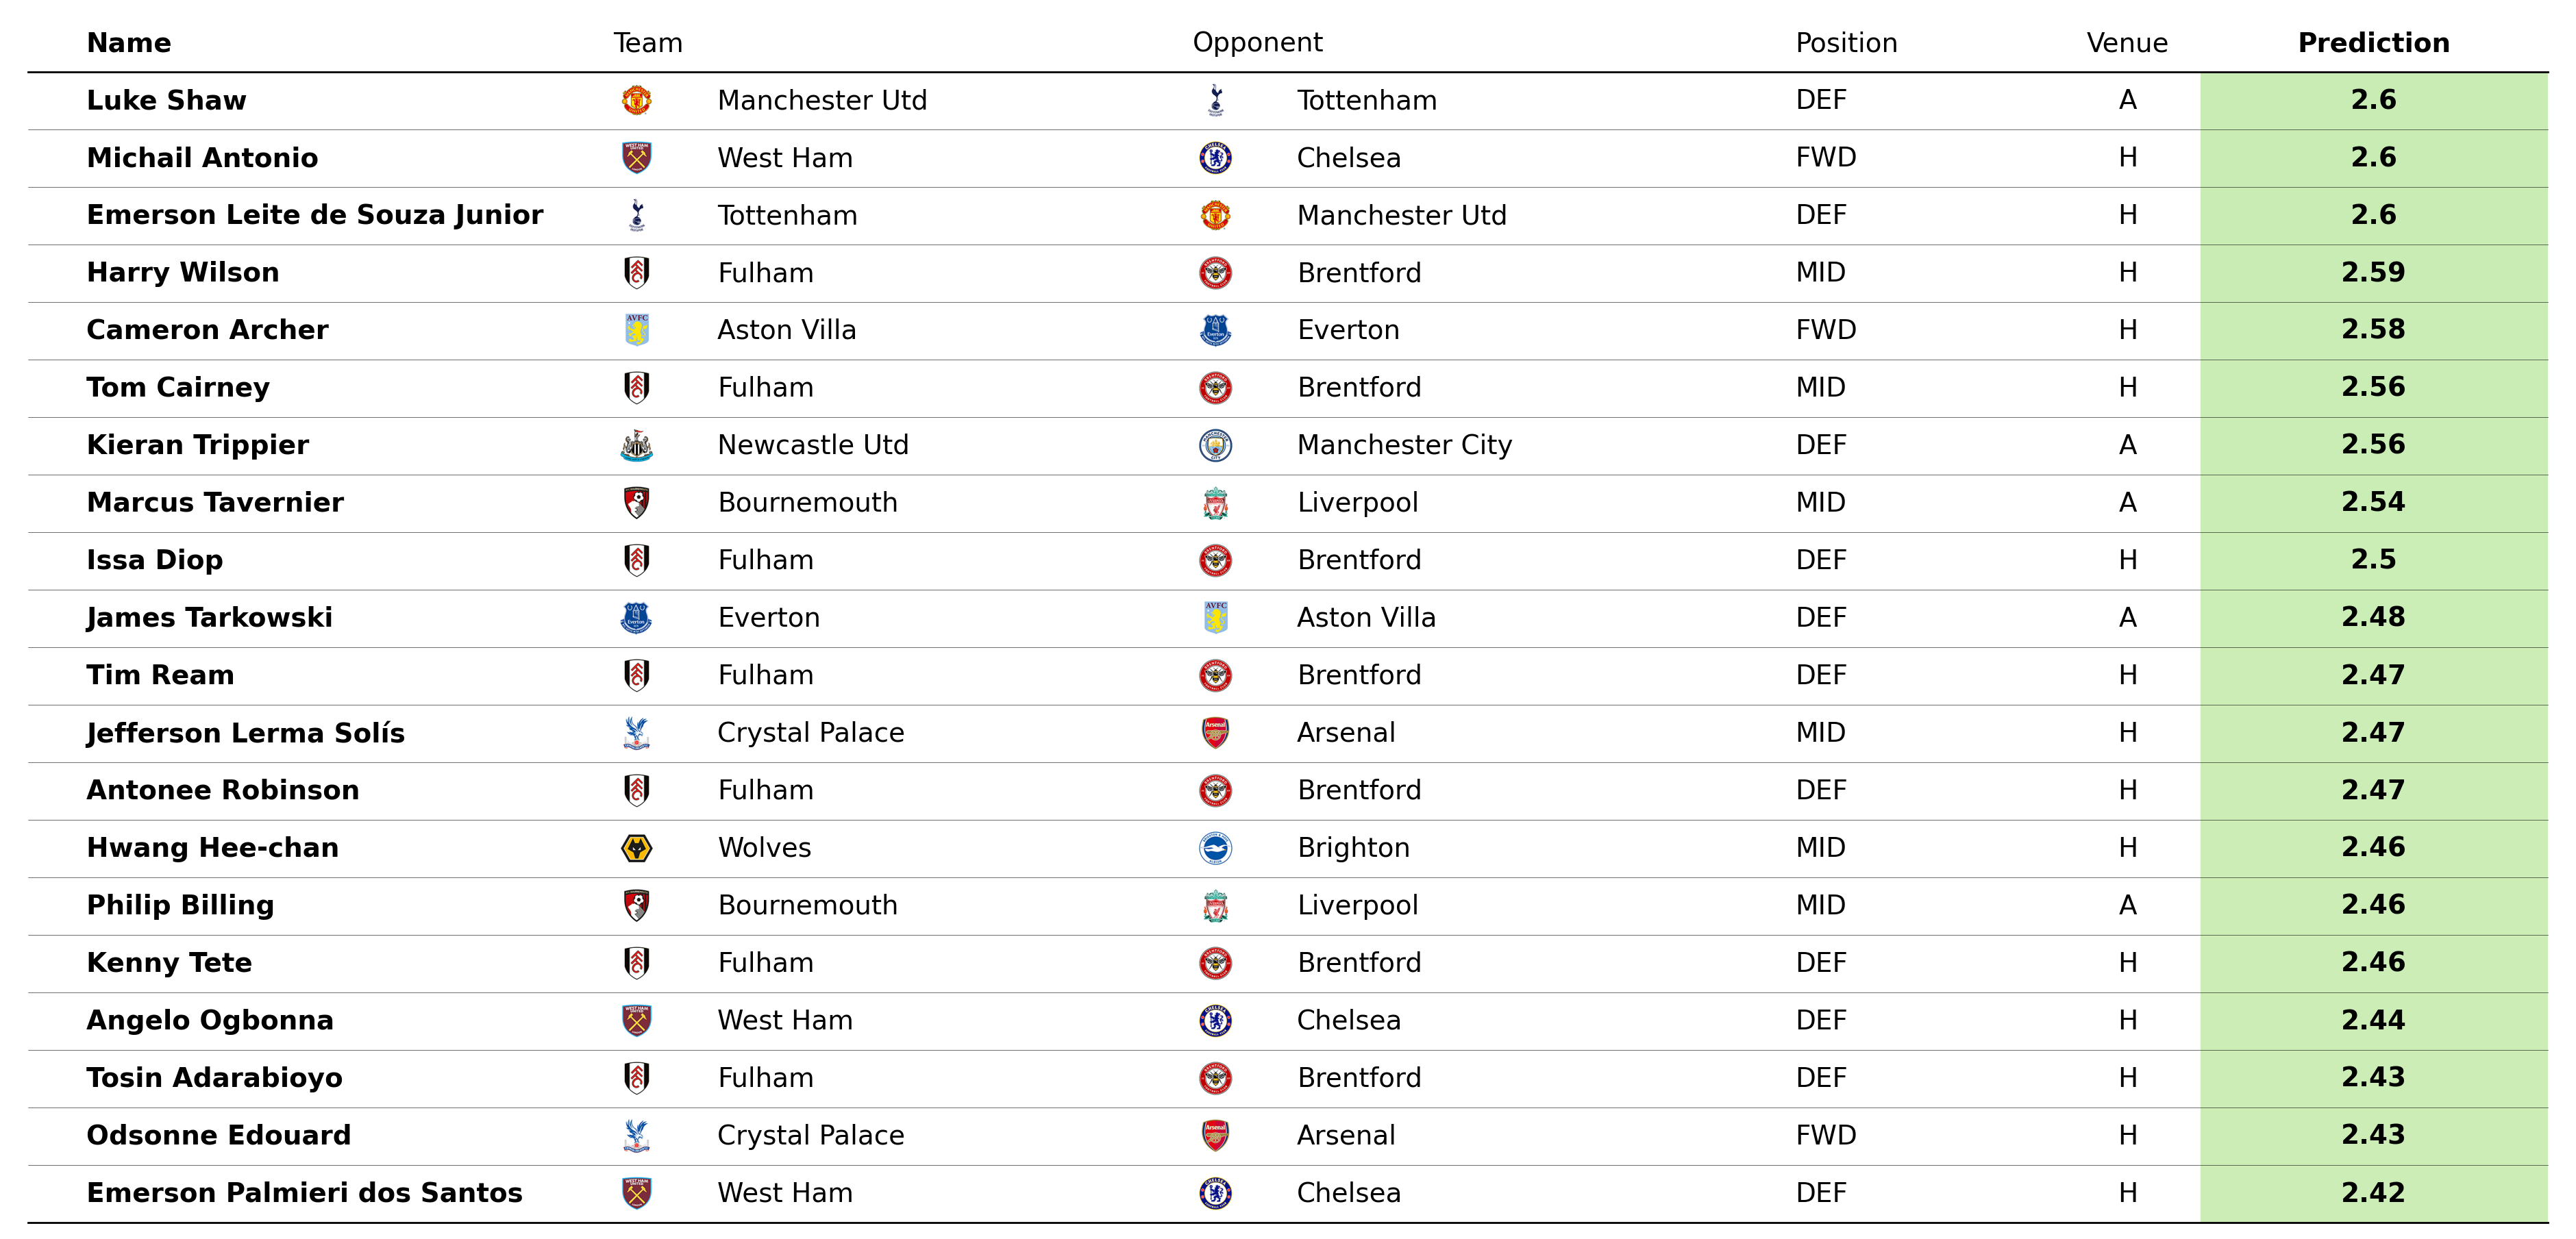 Name Team Opponent Position Venue Prediction
Luke Shaw Manchester Utd Tottenham DEF A 2.6
Michail Antonio West Ham Chelsea FWD H 2.6
Emerson Leite de Souza Junior Tottenham Manchester Utd DEF H 2.6
Harry Wilson Fulham Brentford MID H 2.59
Cameron Archer Aston Villa Everton FWD H 2.58
Tom Cairney Fulham Brentford MID H 2.56
Kieran Trippier Newcastle Utd Manchester City DEF A 2.56
Marcus Tavernier Bournemouth Liverpool MID A 2.54
Issa Diop Fulham Brentford DEF H 2.5
James Tarkowski Everton Aston Villa DEF A 2.48
Tim Ream Fulham Brentford DEF H 2.47
Jefferson Lerma Solís Crystal Palace Arsenal MID H 2.47
Antonee Robinson Fulham Brentford DEF H 2.47
Hwang Hee-chan Wolves Brighton MID H 2.46
Philip Billing Bournemouth Liverpool MID A 2.46
Kenny Tete Fulham Brentford DEF H 2.46
Angelo Ogbonna West Ham Chelsea DEF H 2.44
Tosin Adarabioyo Fulham Brentford DEF H 2.43
Odsonne Edouard Crystal Palace Arsenal FWD H 2.43
Emerson Palmieri dos Santos West Ham Chelsea DEF H 2.42